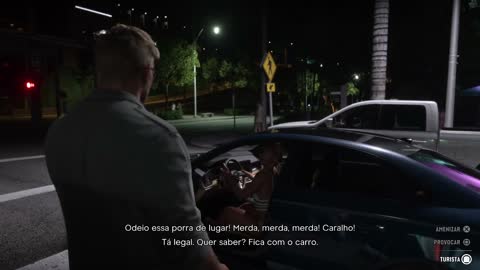 Odeio essa porra de lugar! Merda, merda, merda! Caralho!
Tá legal. Quer saber? Fica com o carro.
AMENIZAR
PROVOCAR
TURISTA